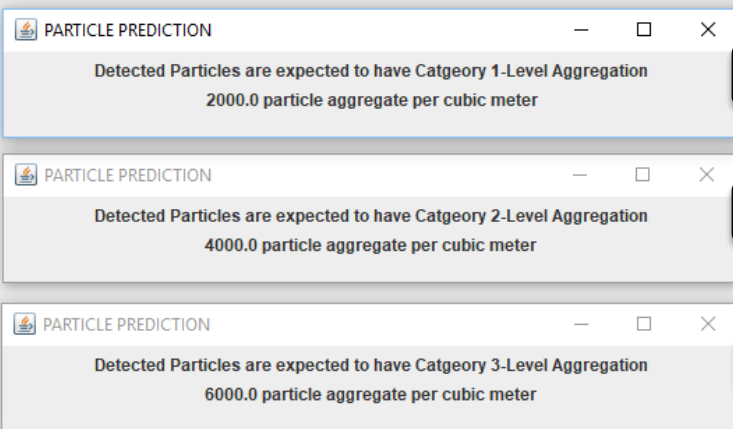 PARTICLE PREDICTION
Detected Particles are expected to have Catgeory 1-Level Aggregation
2000.0 particle aggregate per cubic meter
PARTICLE PREDICTION
Detected Particles are expected to have Catgeory 2-Level Aggregation
4000.0 particle aggregate per cubic meter
PARTICLE PREDICTION
Detected Particles are expected to have Catgeory 3-Level Aggregation
6000.0 particle aggregate per cubic meter